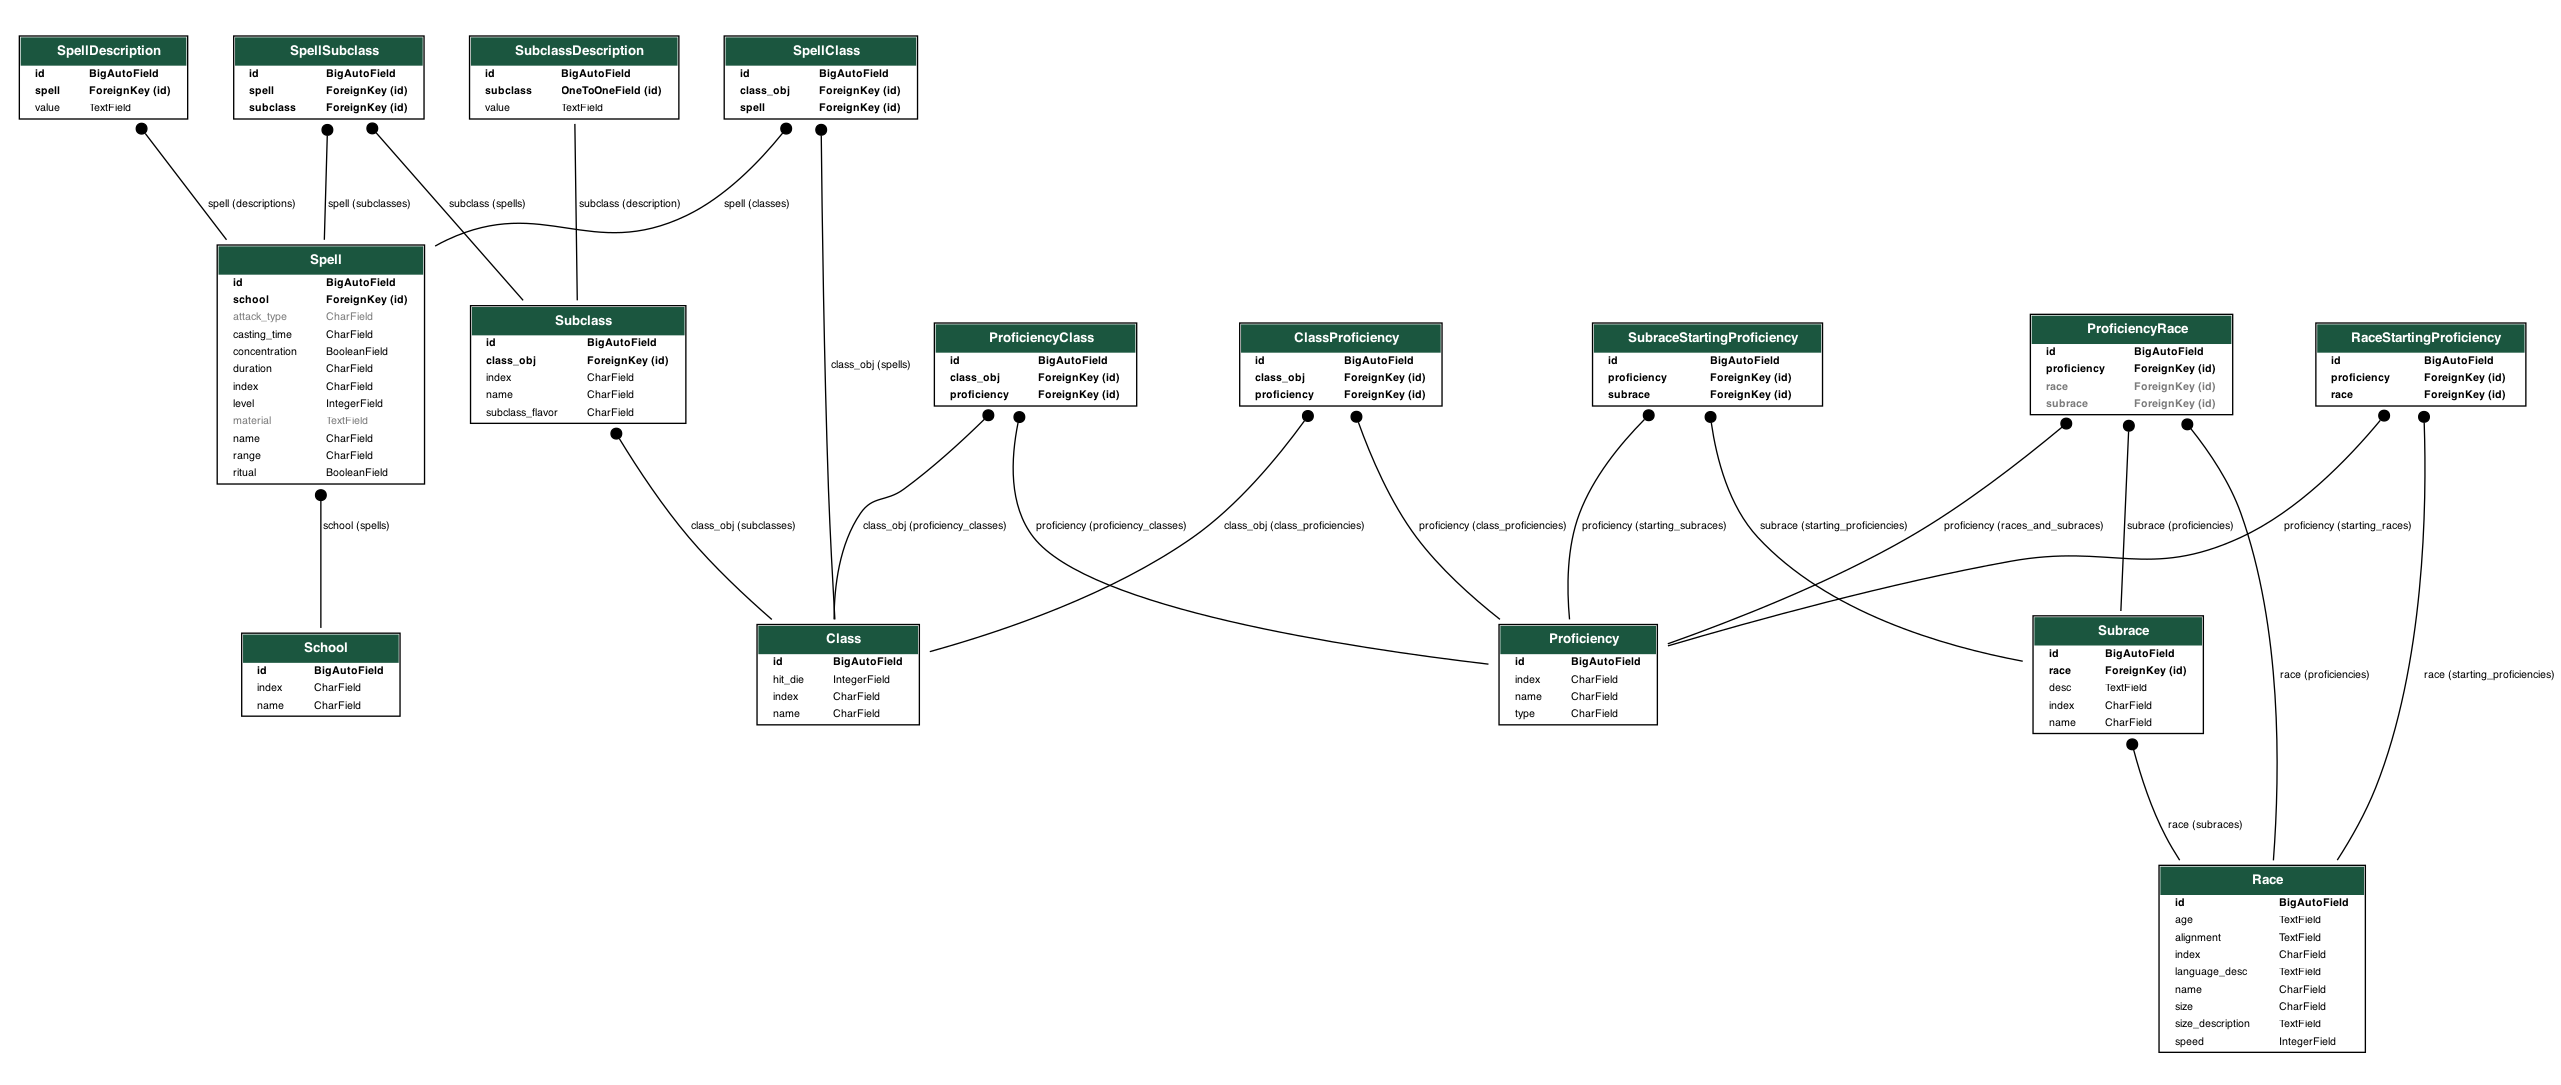 SpellDescription
id BigAutoField
spell ForeignKey (id)
value TextField
SpellSubclass
id BigAutoField
spell ForeignKey (id)
subclass ForeignKey (id)
SubclassDescription
id BigAutoField
subclass OneToOneField (id)
value TextField
SpellClass
id BigAutoField
class_obj ForeignKey (id)
spell ForeignKey (id)
spell (descriptions)
spell (subclasses)
subclass (spells)
subclass (description)
spell (classes)
Spell
id BigAutoField
school ForeignKey (id)
attack_type CharField
casting_time CharField
concentration BooleanField
duration CharField
index CharField
level IntegerField
material TextField
name CharField
range CharField
ritual BooleanField
Subclass
id BigAutoField
class_obj ForeignKey (id)
index CharField
name CharField
subclass_flavor CharField
class_obj (spells)
ProficiencyClass
id BigAutoField
class_obj ForeignKey (id)
proficiency ForeignKey (id)
ClassProficiency
id BigAutoField
class_obj ForeignKey (id)
proficiency ForeignKey (id)
SubraceStartingProficiency
id BigAutoField
proficiency ForeignKey (id)
subrace ForeignKey (id)
ProficiencyRace
id BigAutoField
proficiency ForeignKey (id)
race ForeignKey (id)
subrace ForeignKey (id)
RaceStartingProficiency
id BigAutoField
proficiency ForeignKey (id)
race ForeignKey (id)
school (spells)
class_obj (subclasses)
class_obj (proficiency_classes)
proficiency (proficiency_classes)
class_obj (class_proficiencies)
proficiency (class_proficiencies)
proficiency (starting_subraces)
subrace (starting_proficiencies)
proficiency (races_and_subraces)
subrace (proficiencies)
proficiency (starting_races)
School
id BigAutoField
index CharField
name CharField
Class
id BigAutoField
hit_die IntegerField
index CharField
name CharField
Proficiency
id BigAutoField
index CharField
name CharField
type CharField
Subrace
id BigAutoField
race ForeignKey (id)
desc TextField
index CharField
name CharField
race (proficiencies)
race (starting_proficiencies)
race (subraces)
Race
id BigAutoField
age TextField
alignment TextField
index CharField
language_desc TextField
name CharField
size CharField
size_description TextField
speed IntegerField